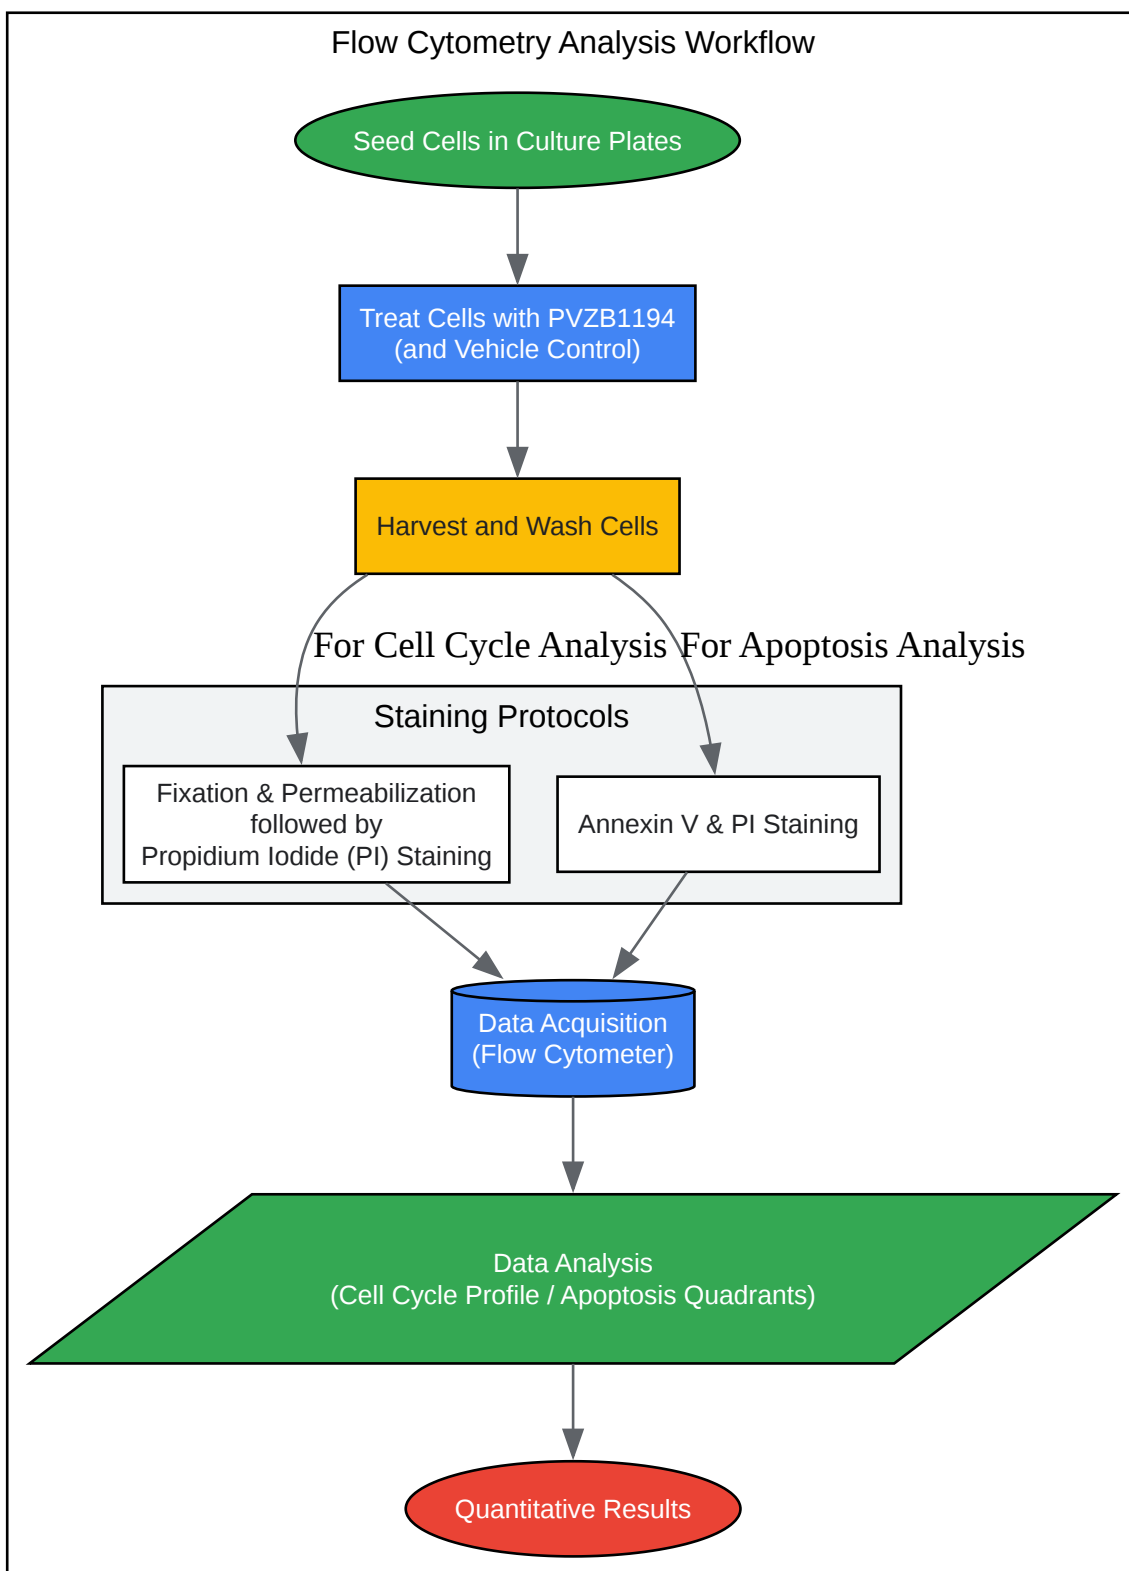 Flow Cytometry Analysis Workflow
Seed Cells in Culture Plates
Treat Cells with PVZB1194
(and Vehicle Control)
Harvest and Wash Cells
For Cell Cycle Analysis
For Apoptosis Analysis
Staining Protocols
Fixation & Permeabilization
followed by
Propidium Iodide (PI) Staining
Annexin V & PI Staining
Data Acquisition
(Flow Cytometer)
Data Analysis
(Cell Cycle Profile / Apoptosis Quadrants)
Quantitative Results